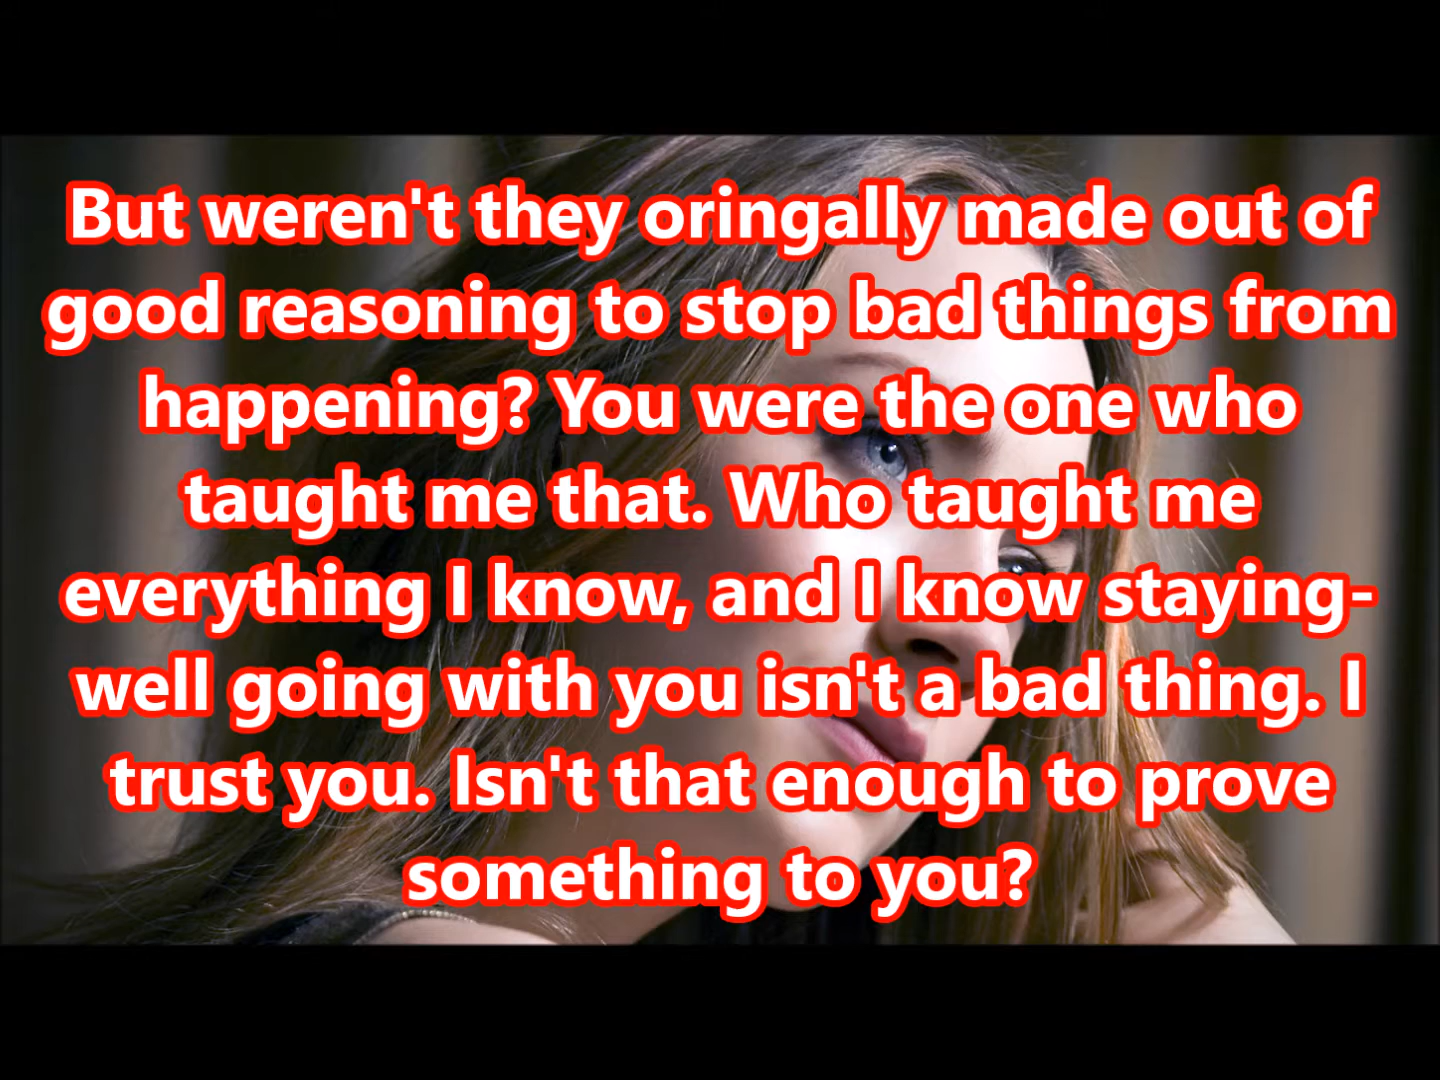 But weren't they oringally made out of
good reasoning to stop bad things from
happening? You were the one who
taught me that. Who taught me
everything I know, and I know staying-
well going with you isn't a bad thing. I
trust you. Isn't that enough to prove
something to you?